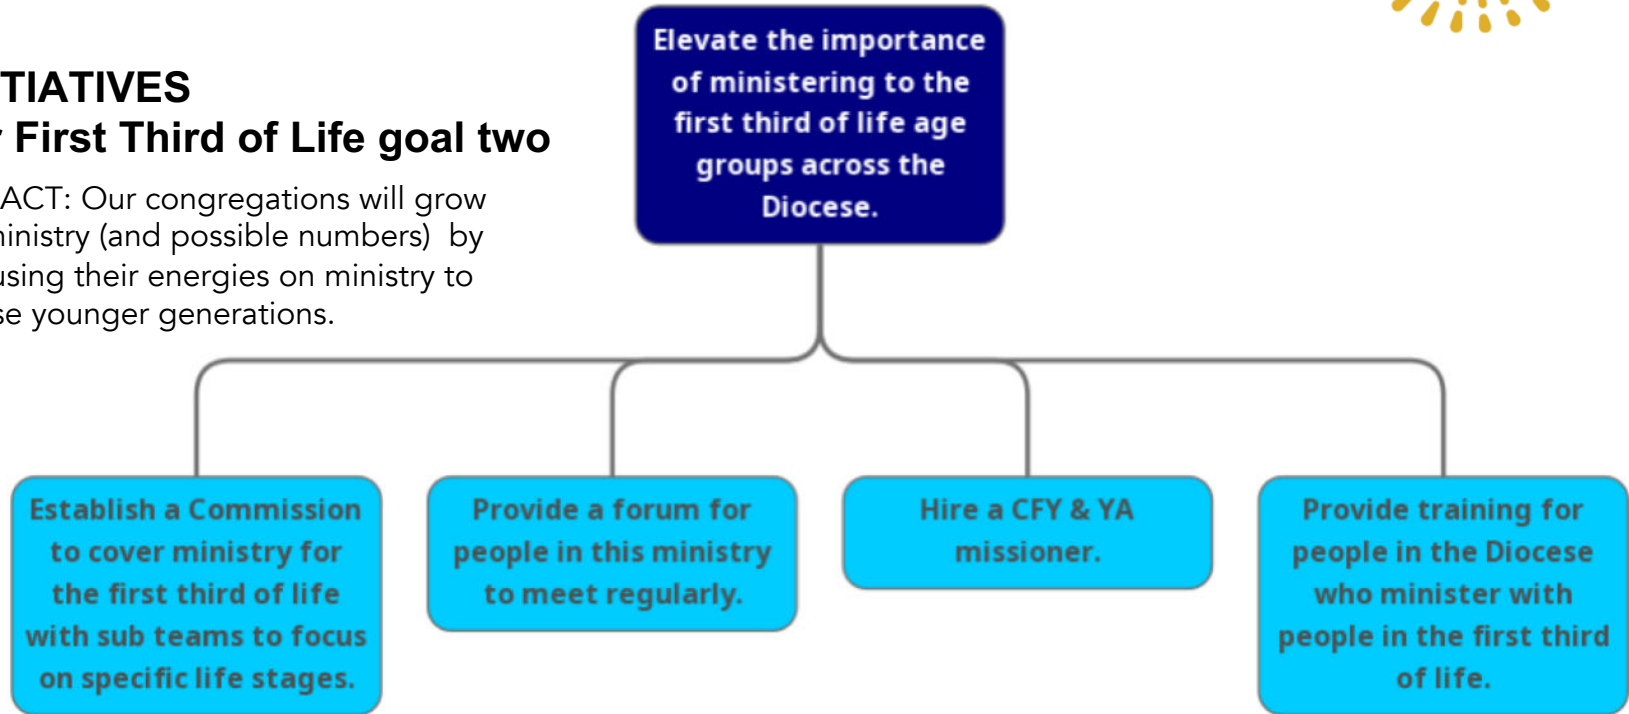 TIATIVES
First Third of Life goal two
ACT: Our congregations will grow
ministry (and possible numbers)  by
using their energies on ministry to
se younger generations.
Elevate the importance
of ministering to the
first third of life age
groups across the
Diocese.
Establish a Commission
to cover ministry for
the first third of life
with sub teams to focus
on specific life stages.
Provide a forum for
people in this ministry
to meet regularly.
Hire a CFY & YA
missioner.
Provide training for
people in the Diocese
who minister with
people in the first third
of life.